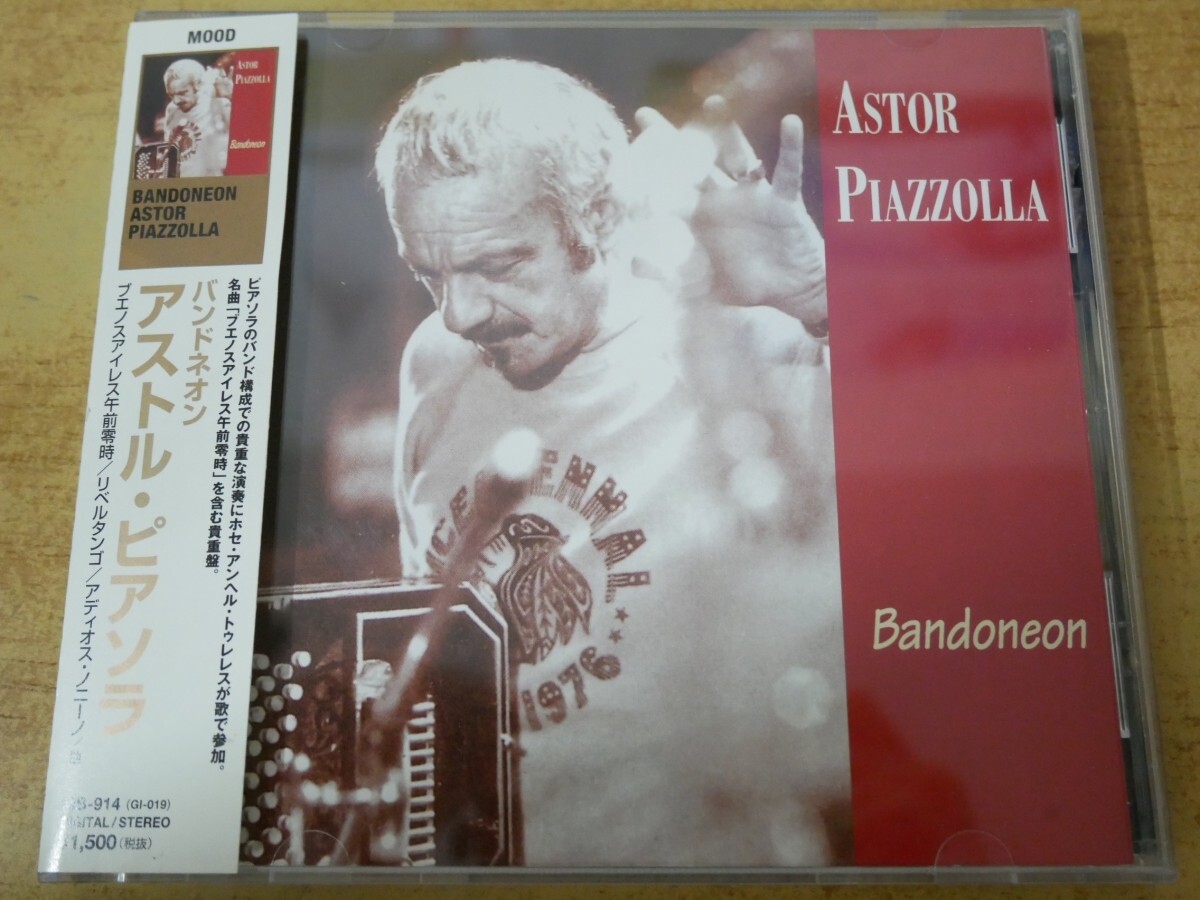 MOOD
ASTOR
PIAZZOLLA
Bandoneon
BANDONEON
ASTOR
PIAZZOLLA
ピアソラのバンド構成での貴重な演奏にホセ・アンヘル・トゥレレスが歌で参加。
名曲「ブエノスアイレス午前零時」を含む貴重盤。
バンドネオン
アストル・ピアソラ
ブエノスアイレス午前零時/リベルタンゴ/アディオス・ノニーノ
-914 (GI-019)
/STEREO
1,500(税抜)
ASTOR
PIAZZOLLA
Bandoneon
1976